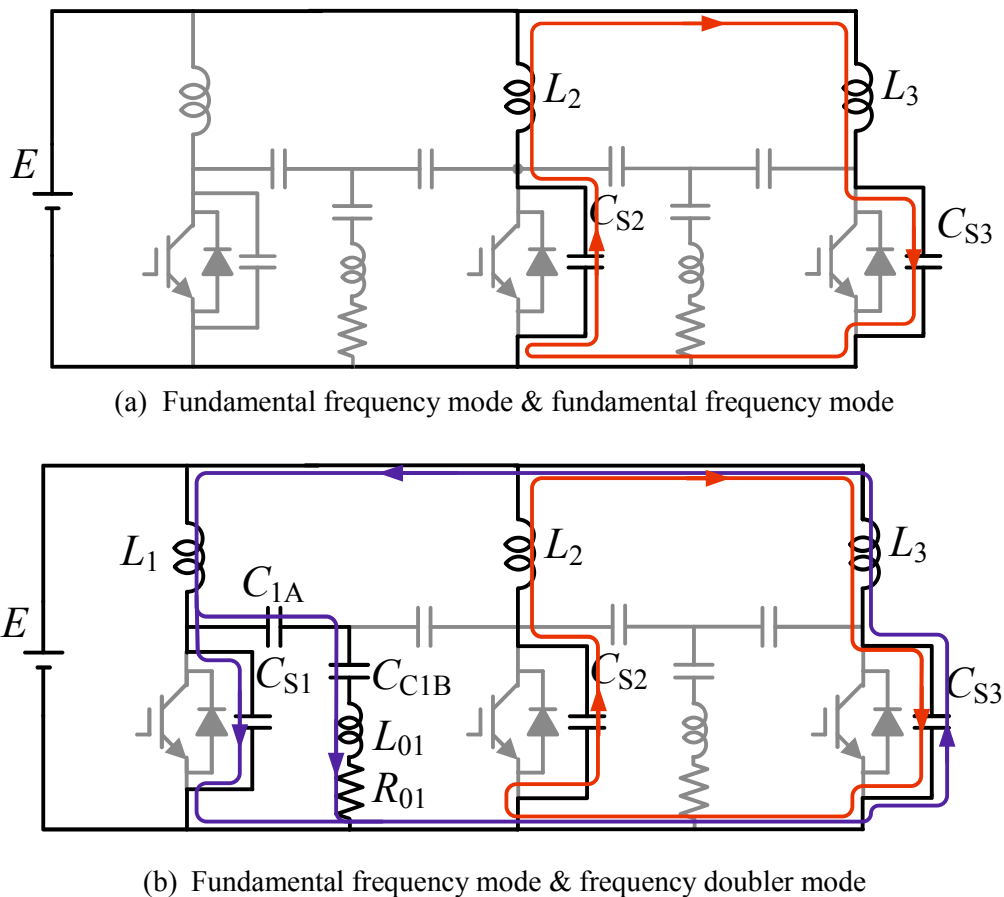 L2
L3
E
CS2
CS3
(a) Fundamental frequency mode & fundamental frequency mode
L1
L2
L3
C1A
E
CS1
CC1B
CS2
CS3
L01
R01
(b) Fundamental frequency mode & frequency doubler mode